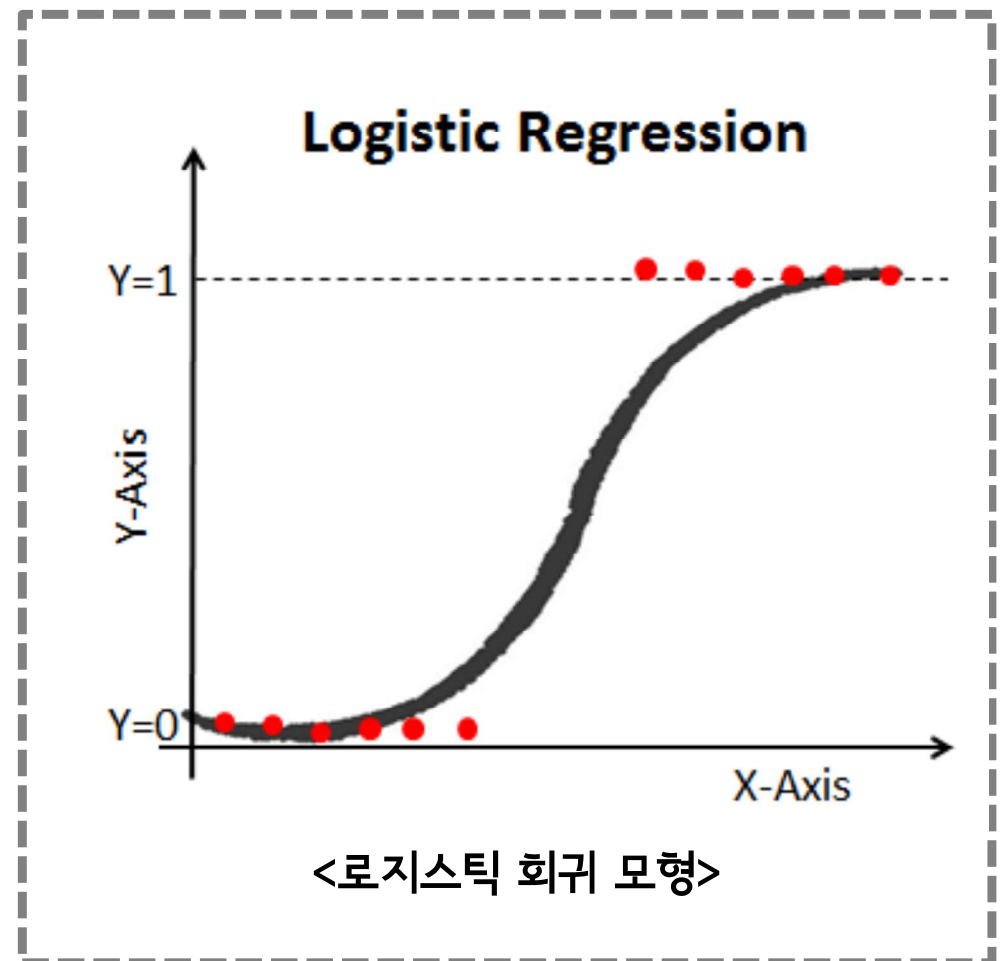 Logistic Regression
Y=1
Y-Axis
Y=0
X-Axis
<로지스틱 회귀 모형>